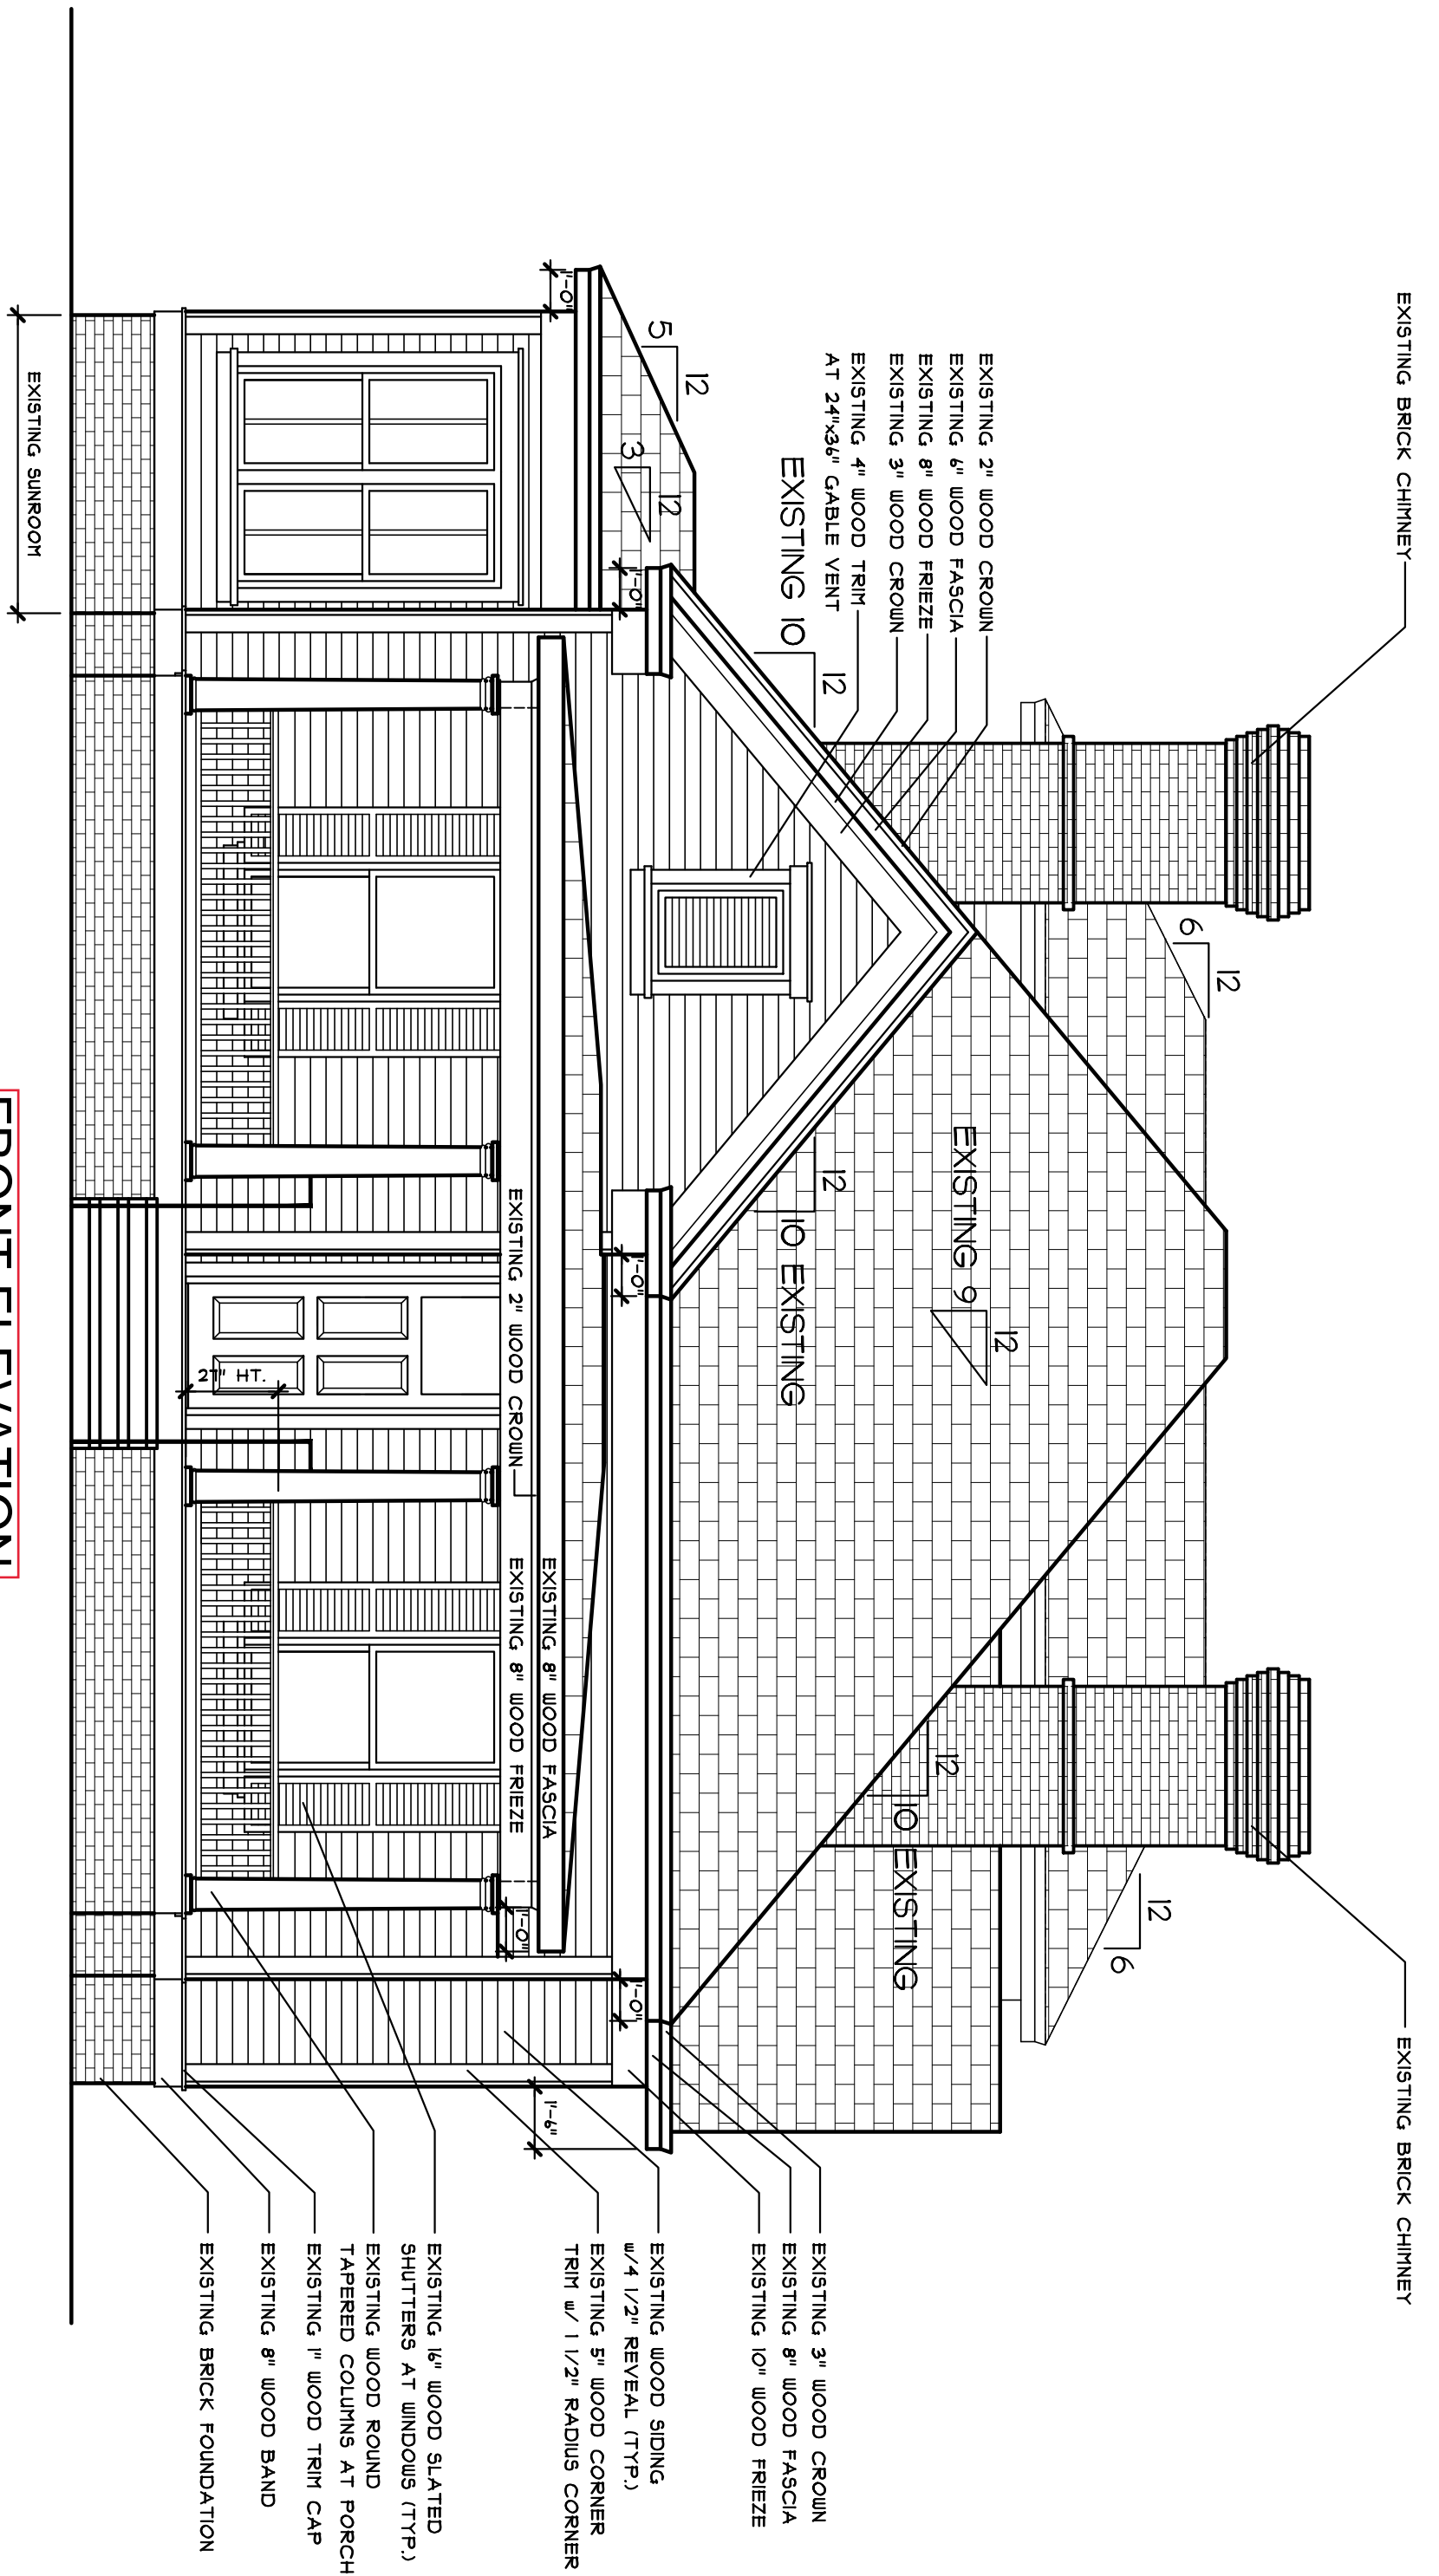 EXISTING BRICK CHIMNEY
EXISTING BRICK CHIMNEY
12
6
12
6
EXISTING 2" WOOD CROWN
EXISTING 6" WOOD FASCIA
EXISTING 8" WOOD FRIEZE
EXISTING 3" WOOD CROWN
EXISTING 4" WOOD TRIM
AT 24"x36" GABLE VENT
EXISTING 9
12
12
10 EXISTING
EXISTING 10
12
12
10 EXISTING
12
5
12
3
1'-0"
1'-0"
1'-0"
1'-0"
1'-0"
1'-6"
EXISTING 8" WOOD FASCIA
EXISTING 2" WOOD CROWN
EXISTING 8" WOOD FRIEZE
27" HT.
EXISTING 3" WOOD CROWN
EXISTING 8" WOOD FASCIA
EXISTING 10" WOOD FRIEZE
EXISTING WOOD SIDING
w/4 1/2" REVEAL (TYP.)
EXISTING 5" WOOD CORNER
TRIM w/ 1 1/2" RADIUS CORNER
EXISTING 16" WOOD SLATED
SHUTTERS AT WINDOWS (TYP.)
EXISTING WOOD ROUND
TAPERED COLUMNS AT PORCH
EXISTING 1" WOOD TRIM CAP
EXISTING 8" WOOD BAND
EXISTING BRICK FOUNDATION
EXISTING SUNROOM
FRONT ELEVATION